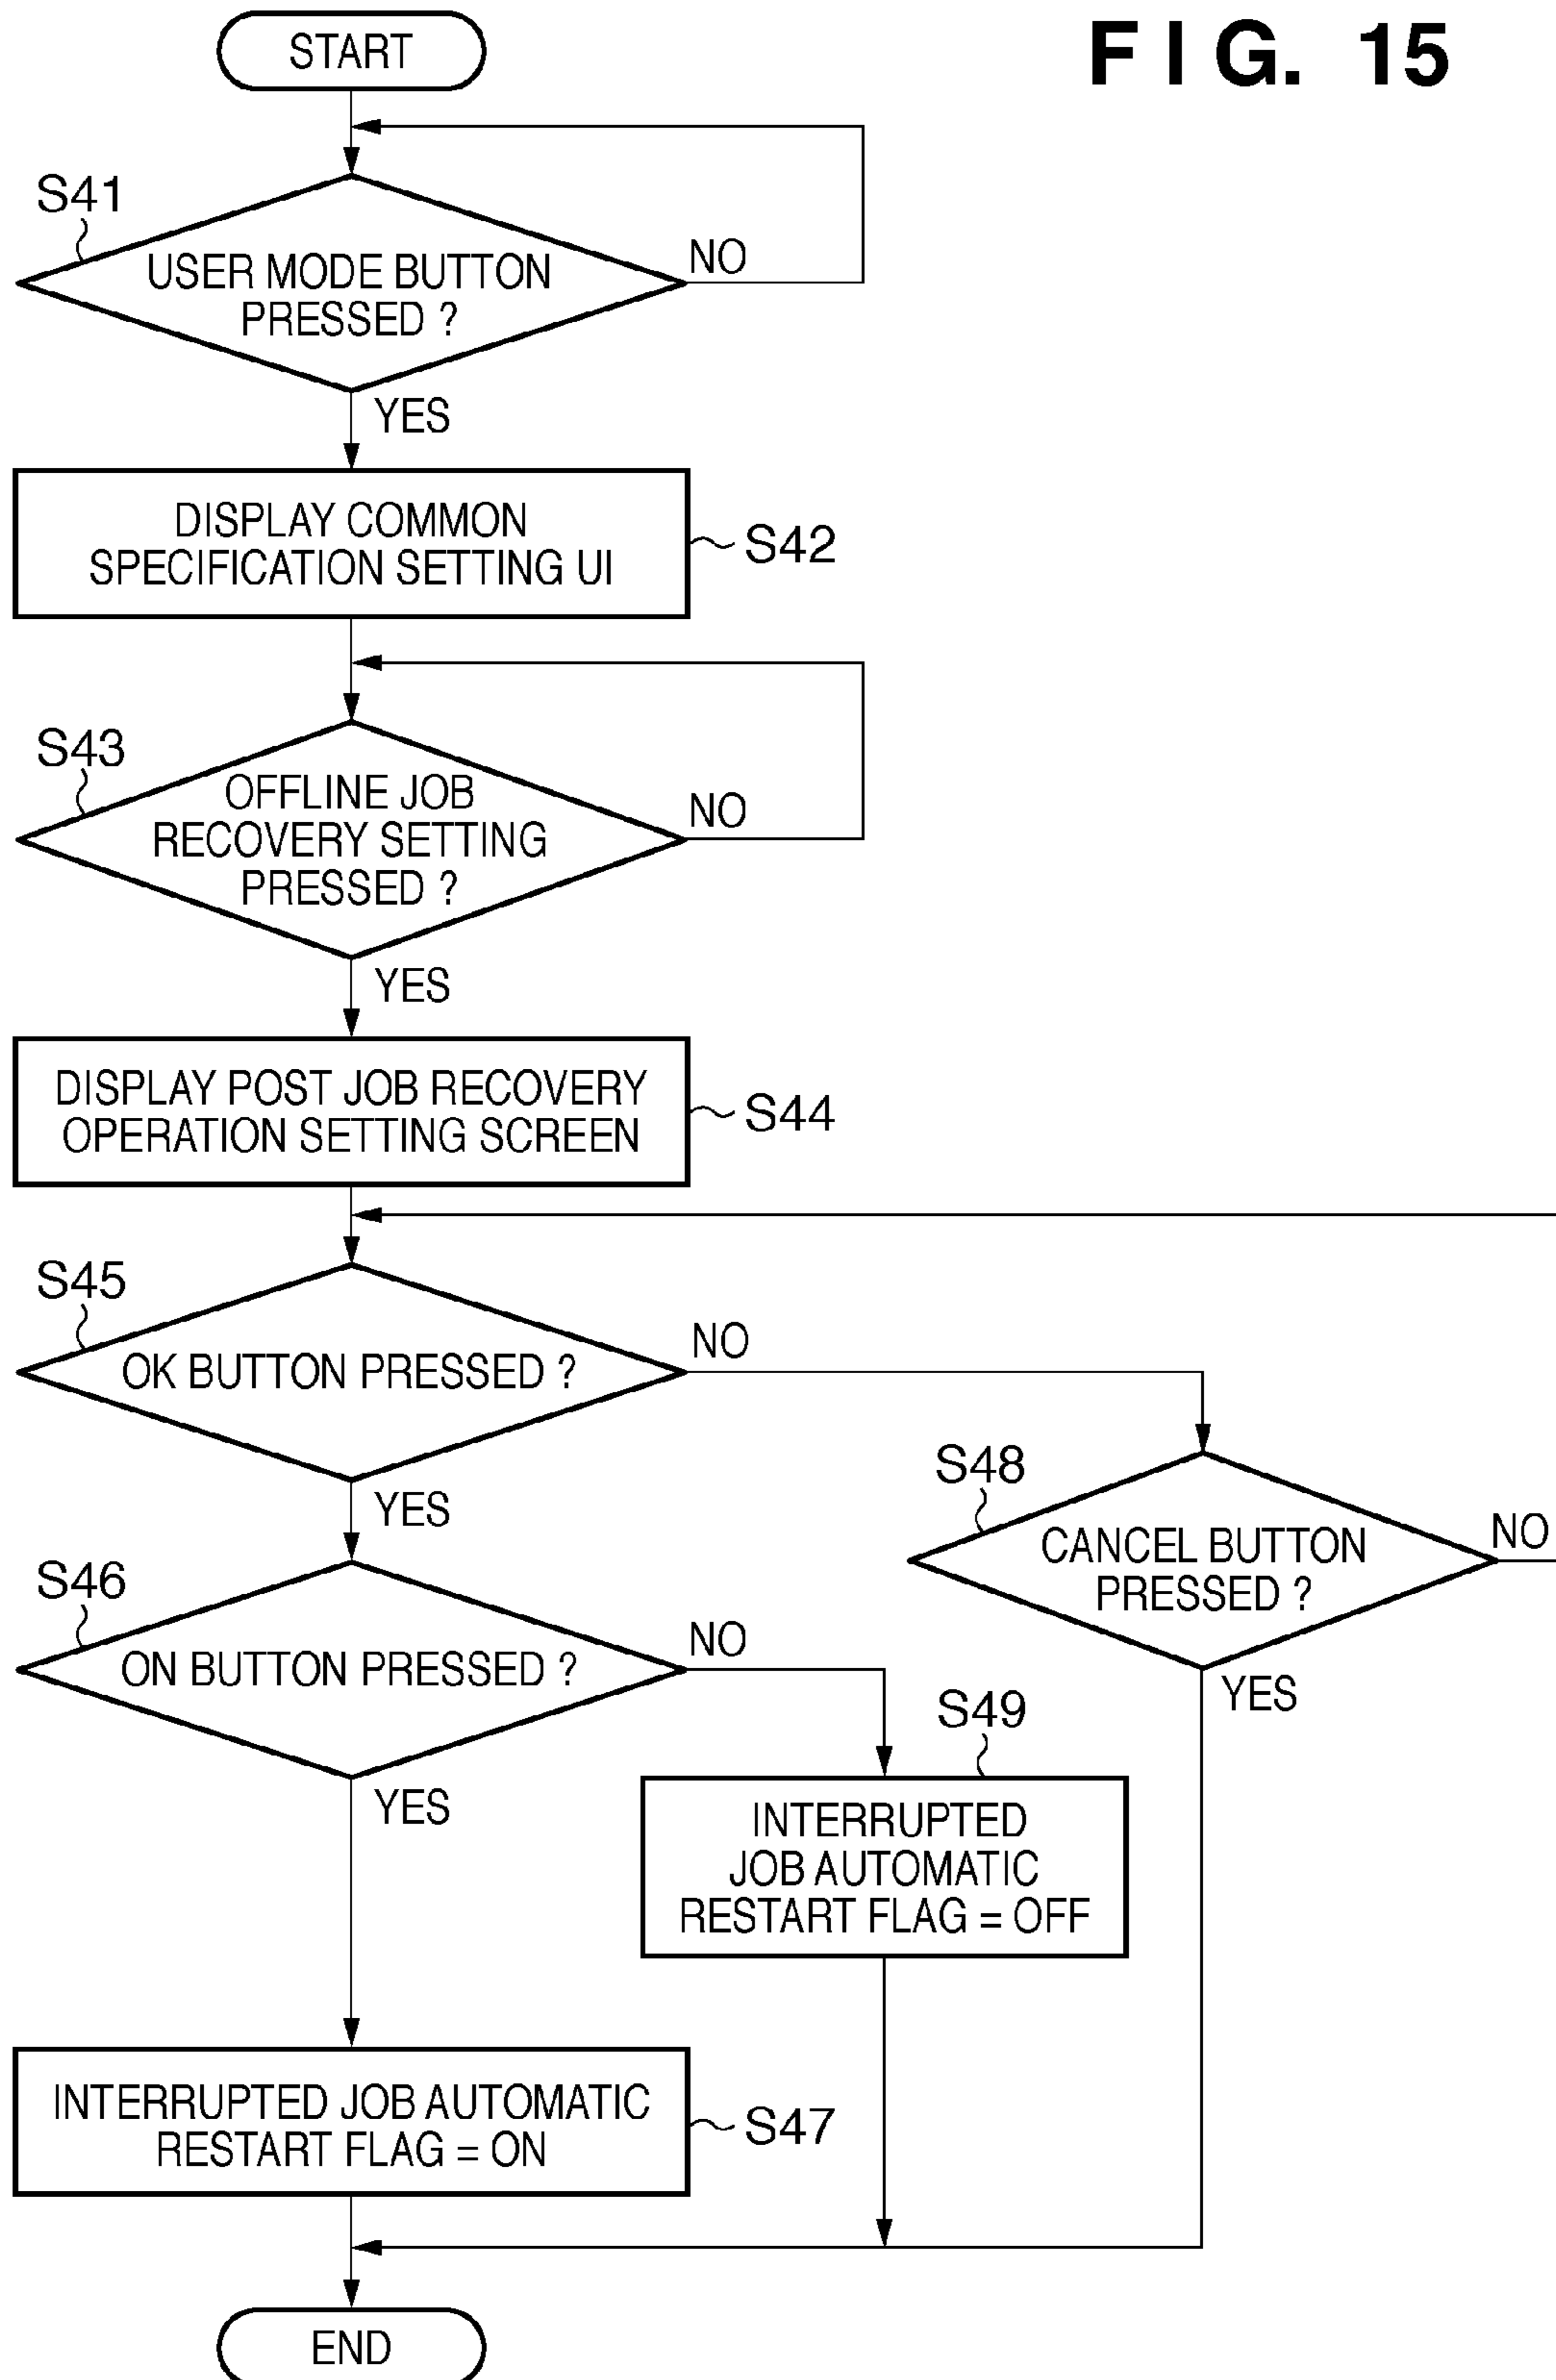 FIG. 15
START
S41
USER MODE BUTTON
PRESSED ?
NO
YES
DISPLAY COMMON
SPECIFICATION SETTING UI
S42
S43
OFFLINE JOB
RECOVERY SETTING
PRESSED ?
NO
YES
DISPLAY POST JOB RECOVERY
OPERATION SETTING SCREEN
S44
S45
OK BUTTON PRESSED ?
NO
YES
S48
CANCEL BUTTON
PRESSED ?
NO
YES
S46
ON BUTTON PRESSED ?
NO
YES
S49
INTERRUPTED
JOB AUTOMATIC
RESTART FLAG = OFF
INTERRUPTED JOB AUTOMATIC
RESTART FLAG = ON
S47
END